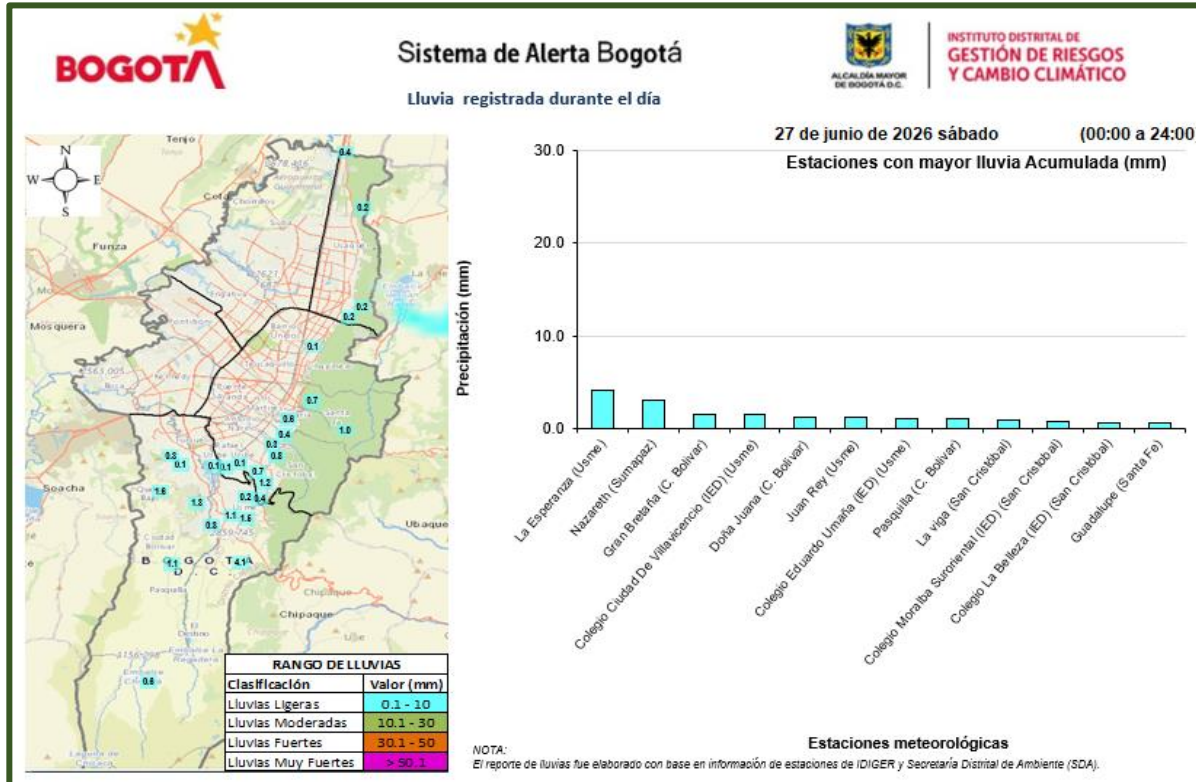 BOGOTÁ
Sistema de Alerta Bogotá
Lluvia registrada durante el día
ALCALDÍA MAYOR
DE BOGOTÁ D.C.
INSTITUTO DISTRITAL DE
GESTIÓN DE RIESGOS
Y CAMBIO CLIMÁTICO
27 de junio de 2026 sábado (00:00 a 24:00)
Estaciones con mayor lluvia Acumulada (mm)
N
W E
S
Tenjo
Funza
Mosquera
Soacha
Ubaque
Chipaque
Pasquilla
El
Destino
B O G O T A
D. C.
0.4
0.2
0.2
0.2
0.1
0.7
0.6
0.4
1.0
0.8
0.1
0.1
0.1
0.1
0.7
1.2
1.6
0.2
0.4
1.1
1.5
1.1
4.1
0.6
RANGO DE LLUVIAS
Clasificación Valor (mm)
Lluvias Ligeras 0.1 - 10
Lluvias Moderadas 10.1 - 30
Lluvias Fuertes 30.1 - 50
Lluvias Muy Fuertes > 50.1
Precipitación (mm)
30.0
20.0
10.0
0.0
La Esperanza (Usme)
Nazareth (Sumapaz)
Gran Bretaña (C. Bolivar)
Colegio Ciudad De Villavicencio (IED) (Usme)
Doña Juana (C. Bolivar)
Juan Rey (Usme)
Colegio Eduardo Umaña (IED) (Usme)
Pasquilla (C. Bolivar)
La viga (San Cristóbal)
Colegio Moralba Suroriental (IED) (San Cristobal)
Colegio La Belleza (IED) (San Cristóbal)
Guadalupe (Santa Fe)
Estaciones meteorológicas
NOTA:
El reporte de lluvias fue elaborado con base en información de estaciones de IDIGER y Secretaría Distrital de Ambiente (SDA).